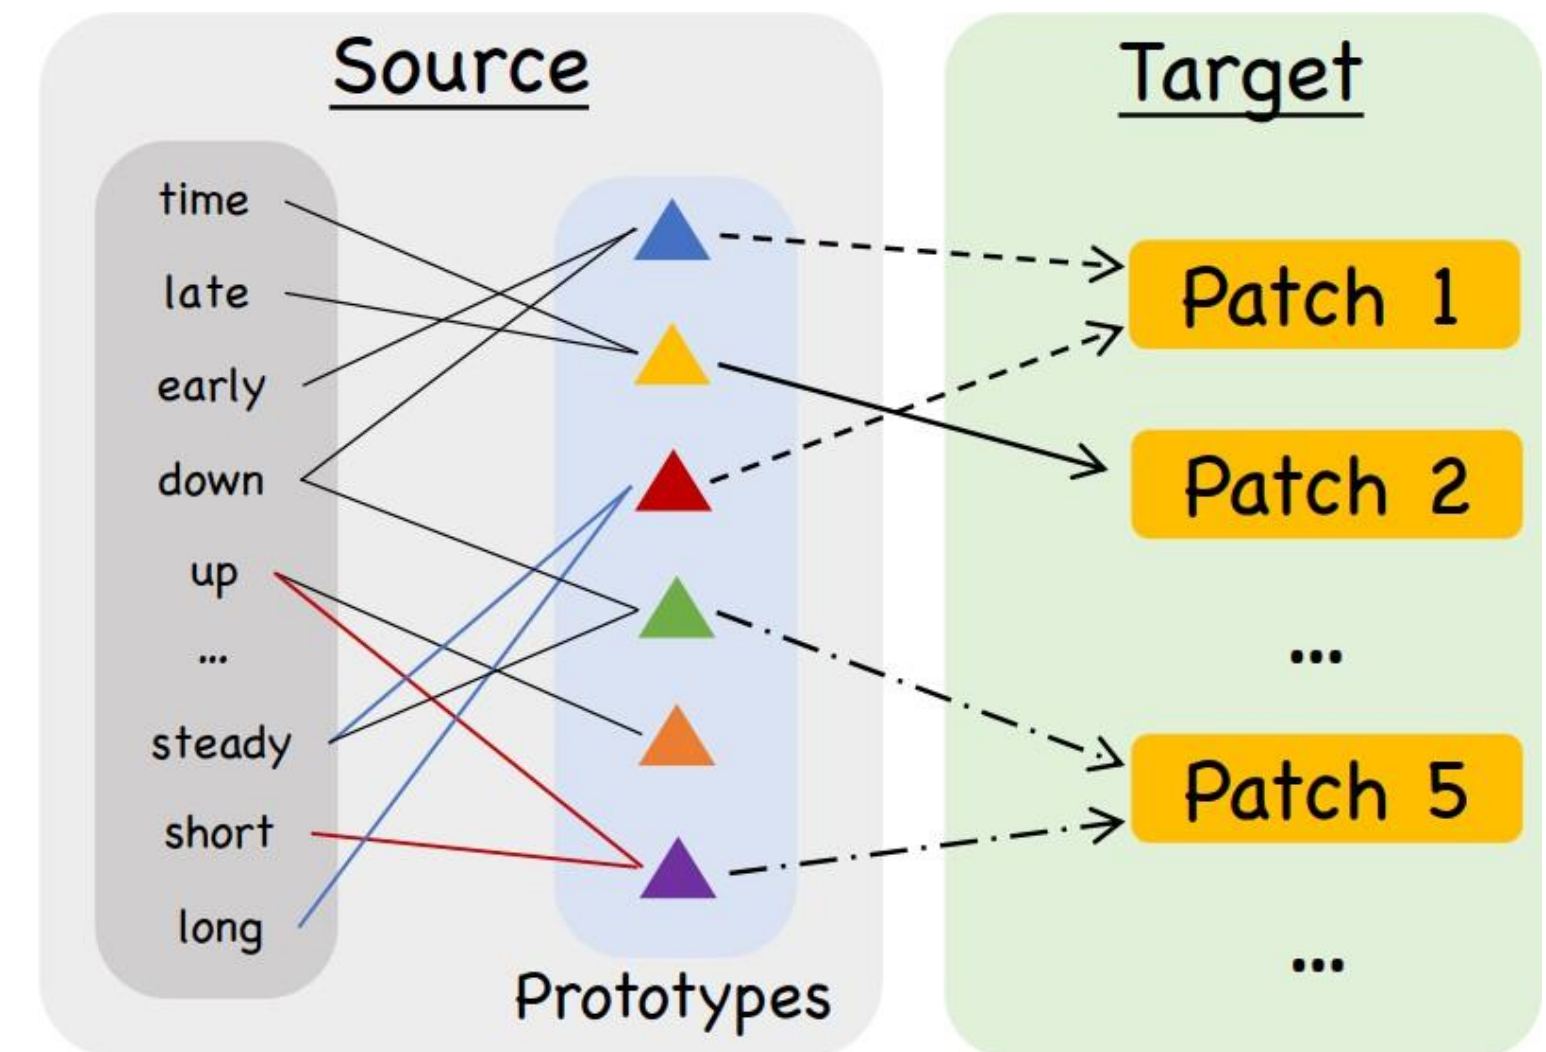 Source
time
late
early
down
up
...
steady
short
long
Prototypes
Target
Patch 1
Patch 2
...
Patch 5
...